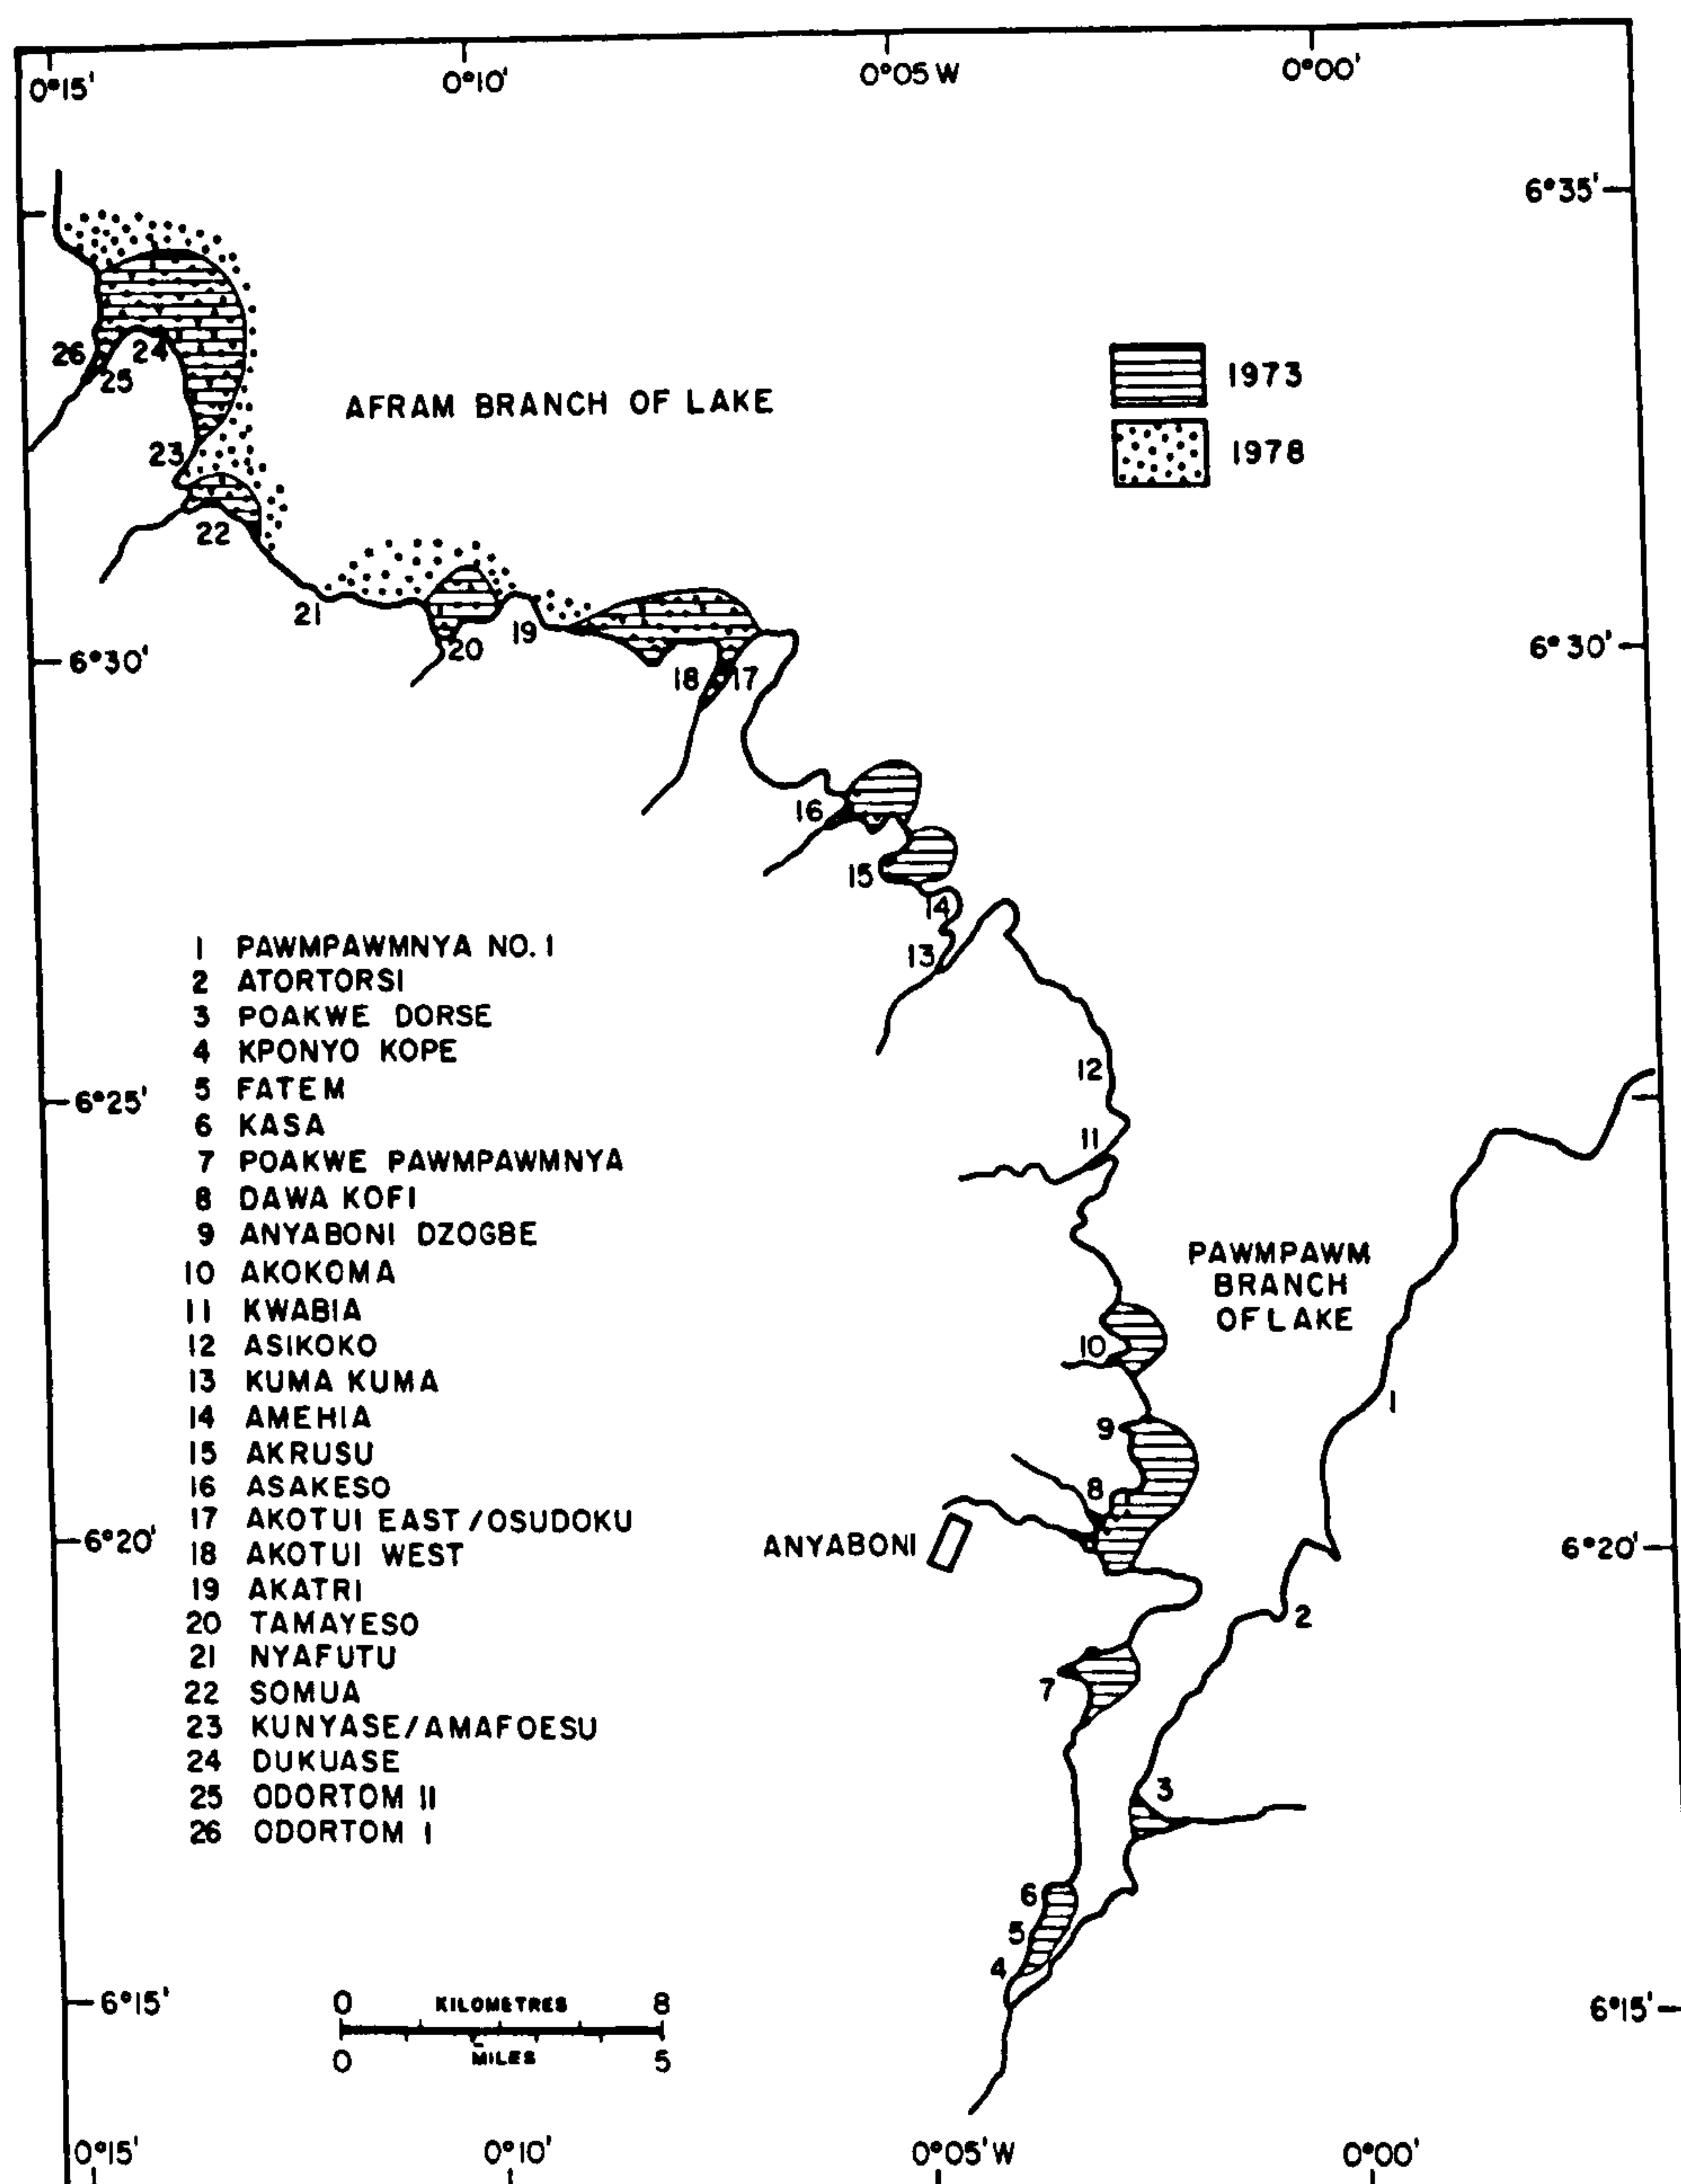 0°15'
0°10'
0°05 W
0°00'
6°35'
26
24
25
AFRAM BRANCH OF LAKE
1973
1978
23
22
21
20
19
18
17
6°30'
6°30'
16
15
14
13
1 PAWMPAWMNYA NO. 1
2 ATORTORSI
3 POAKWE DORSE
4 KPONYO KOPE
5 FATEM
6 KASA
7 POAKWE PAWMPAWMNYA
8 DAWA KOFI
9 ANYABONI DZOGBE
10 AKOKOMA
11 KWABIA
12 ASIKOKO
13 KUMA KUMA
14 AMEHIA
15 AKRUSU
16 ASAKESO
17 AKOTUI EAST/OSUDOKU
18 AKOTUI WEST
19 AKATRI
20 TAMAYESO
21 NYAFUTU
22 SOMUA
23 KUNYASE/AMAFOESU
24 DUKUASE
25 ODORTOM II
26 ODORTOM I
6°25'
12
11
PAWMPAWM
BRANCH
OF LAKE
10
1
9
8
6°20'
ANYABONI
6°20'
2
7
3
6
5
4
6°15'
0 KILOMETRES 8
0 MILES 5
6°15'
0°15'
0°10'
0°05' W
0°00'